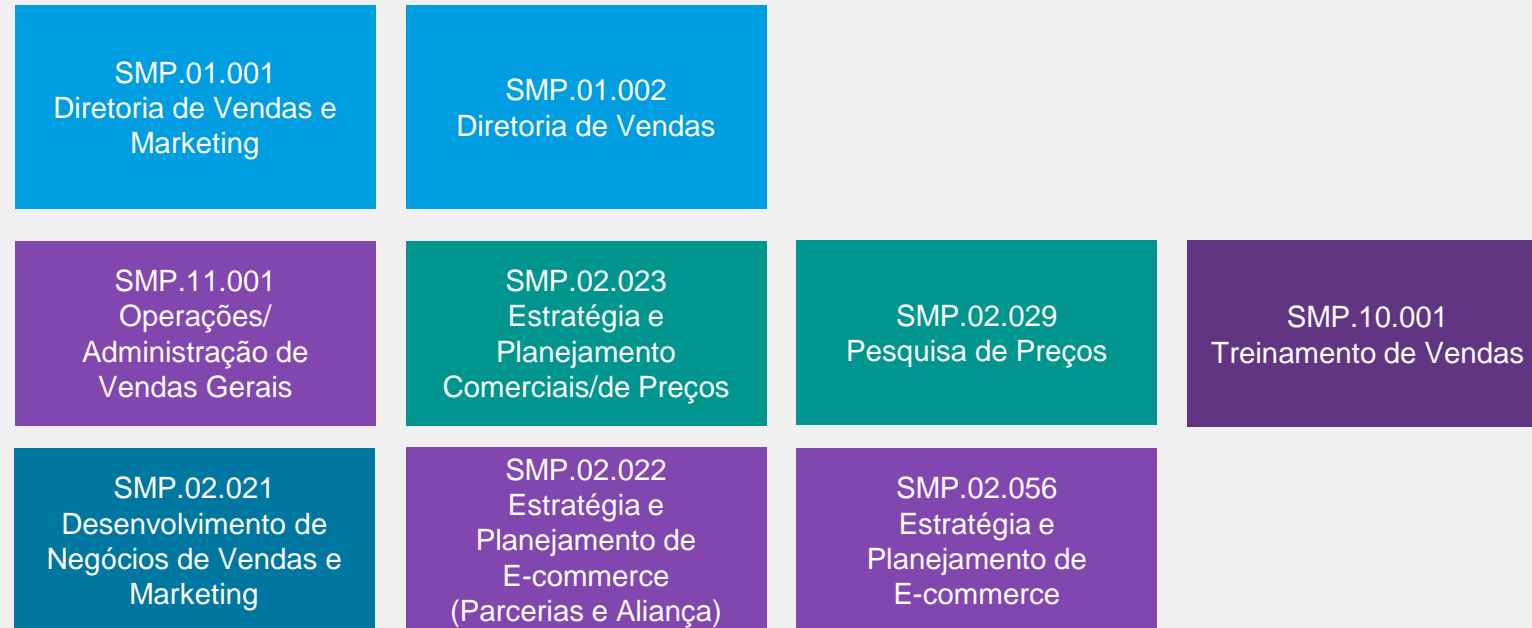 SMP.01.001
Diretoria de Vendas e
Marketing
SMP.01.002
Diretoria de Vendas
SMP.11.001
Operações/
Administração de
Vendas Gerais
SMP.02.023
Estratégia e
Planejamento
Comerciais/de Preços
SMP.02.029
Pesquisa de Preços
SMP.10.001
Treinamento de Vendas
SMP.02.021
Desenvolvimento de
Negócios de Vendas e
Marketing
SMP.02.022
Estratégia e
Planejamento de
E-commerce
(Parcerias e Aliança)
SMP.02.056
Estratégia e
Planejamento de
E-commerce